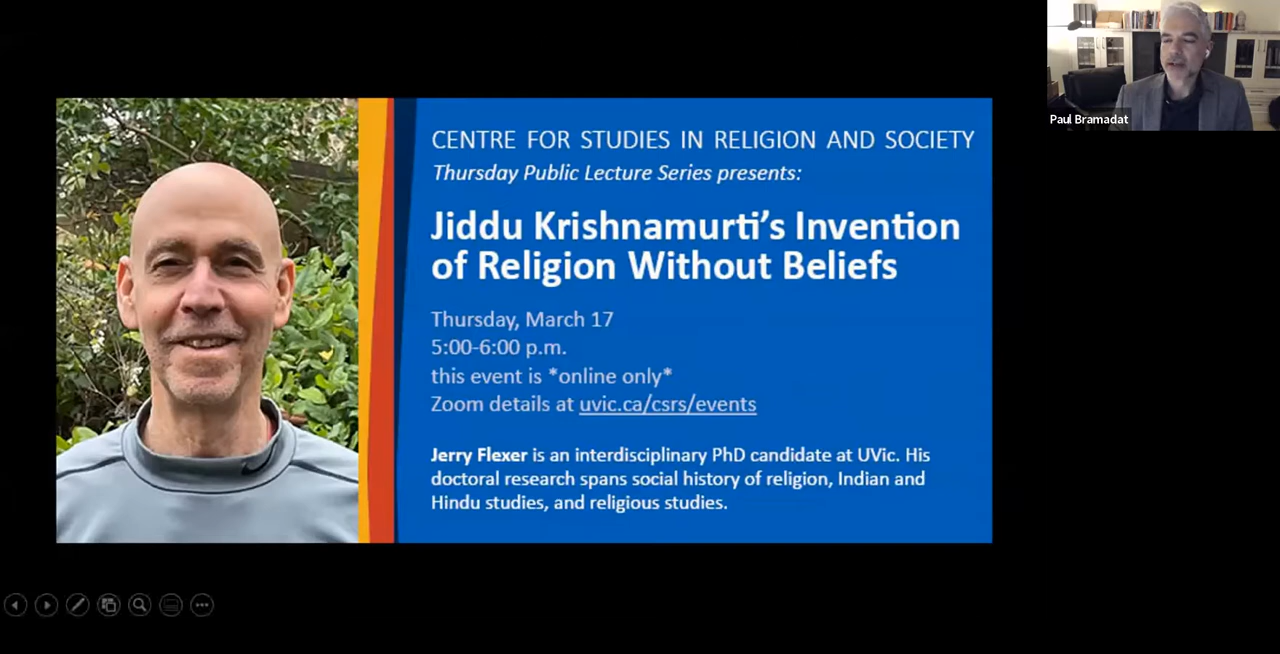 CENTRE FOR STUDIES IN RELIGION AND SOCIETY
Thursday Public Lecture Series presents:
Jiddu Krishnamurti's Invention
of Religion Without Beliefs
Thursday, March 17
5:00-6:00 p.m.
this event is *online only*
Zoom details at uvic.ca/csrs/events
Jerry Flexer is an interdisciplinary PhD candidate at UVic. His
doctoral research spans social history of religion, Indian and
Hindu studies, and religious studies.
Paul Bramadat